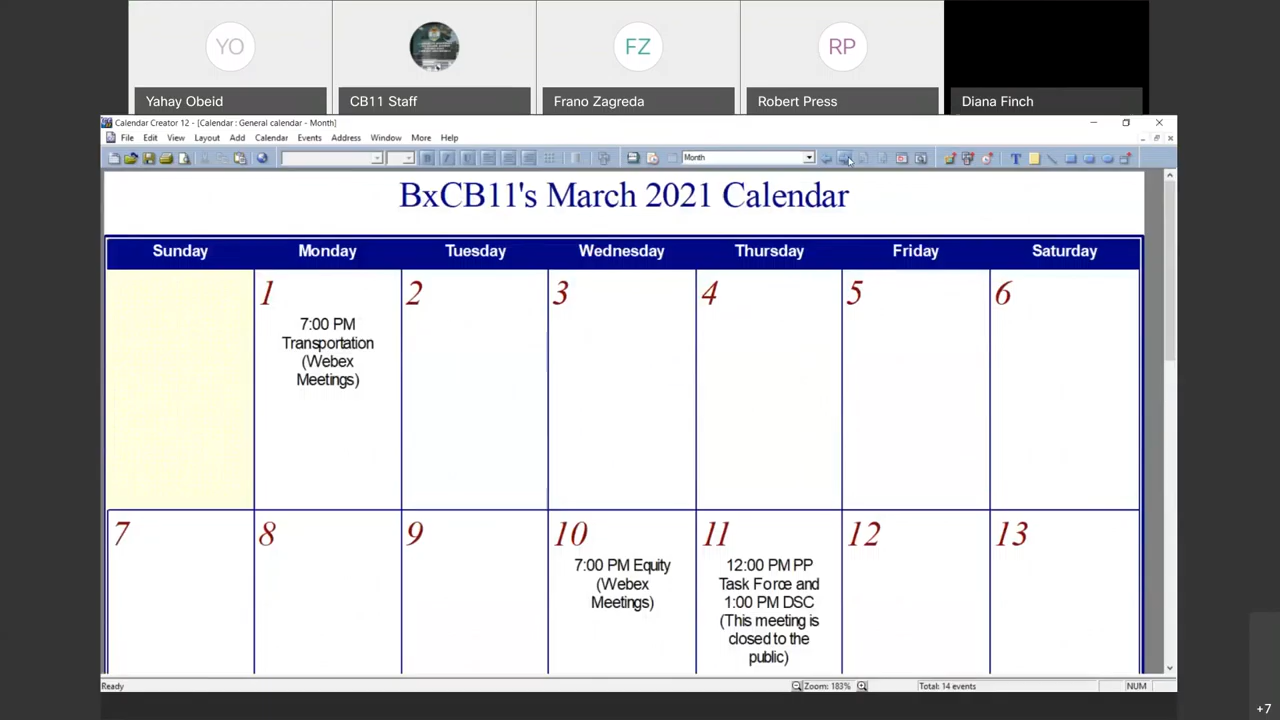 YO
FZ
RP
Yahay Obeid
CB11 Staff
Frano Zagreda
Robert Press
Diana Finch
Calendar Creator 12 - [Calendar : General calendar - Month]
File Edit View Layout Add Calendar Events Address Window More Help
Month
BxCB11's March 2021 Calendar
Sunday Monday Tuesday Wednesday Thursday Friday Saturday
1 2 3 4 5 6
7:00 PM
Transportation
(Webex
Meetings)
7 8 9 10 11 12 13
7:00 PM Equity
(Webex
Meetings)
12:00 PM PP
Task Force and
1:00 PM DSC
(This meeting is
closed to the
public)
Ready
Zoom: 183%
Total: 14 events
NUM
+7